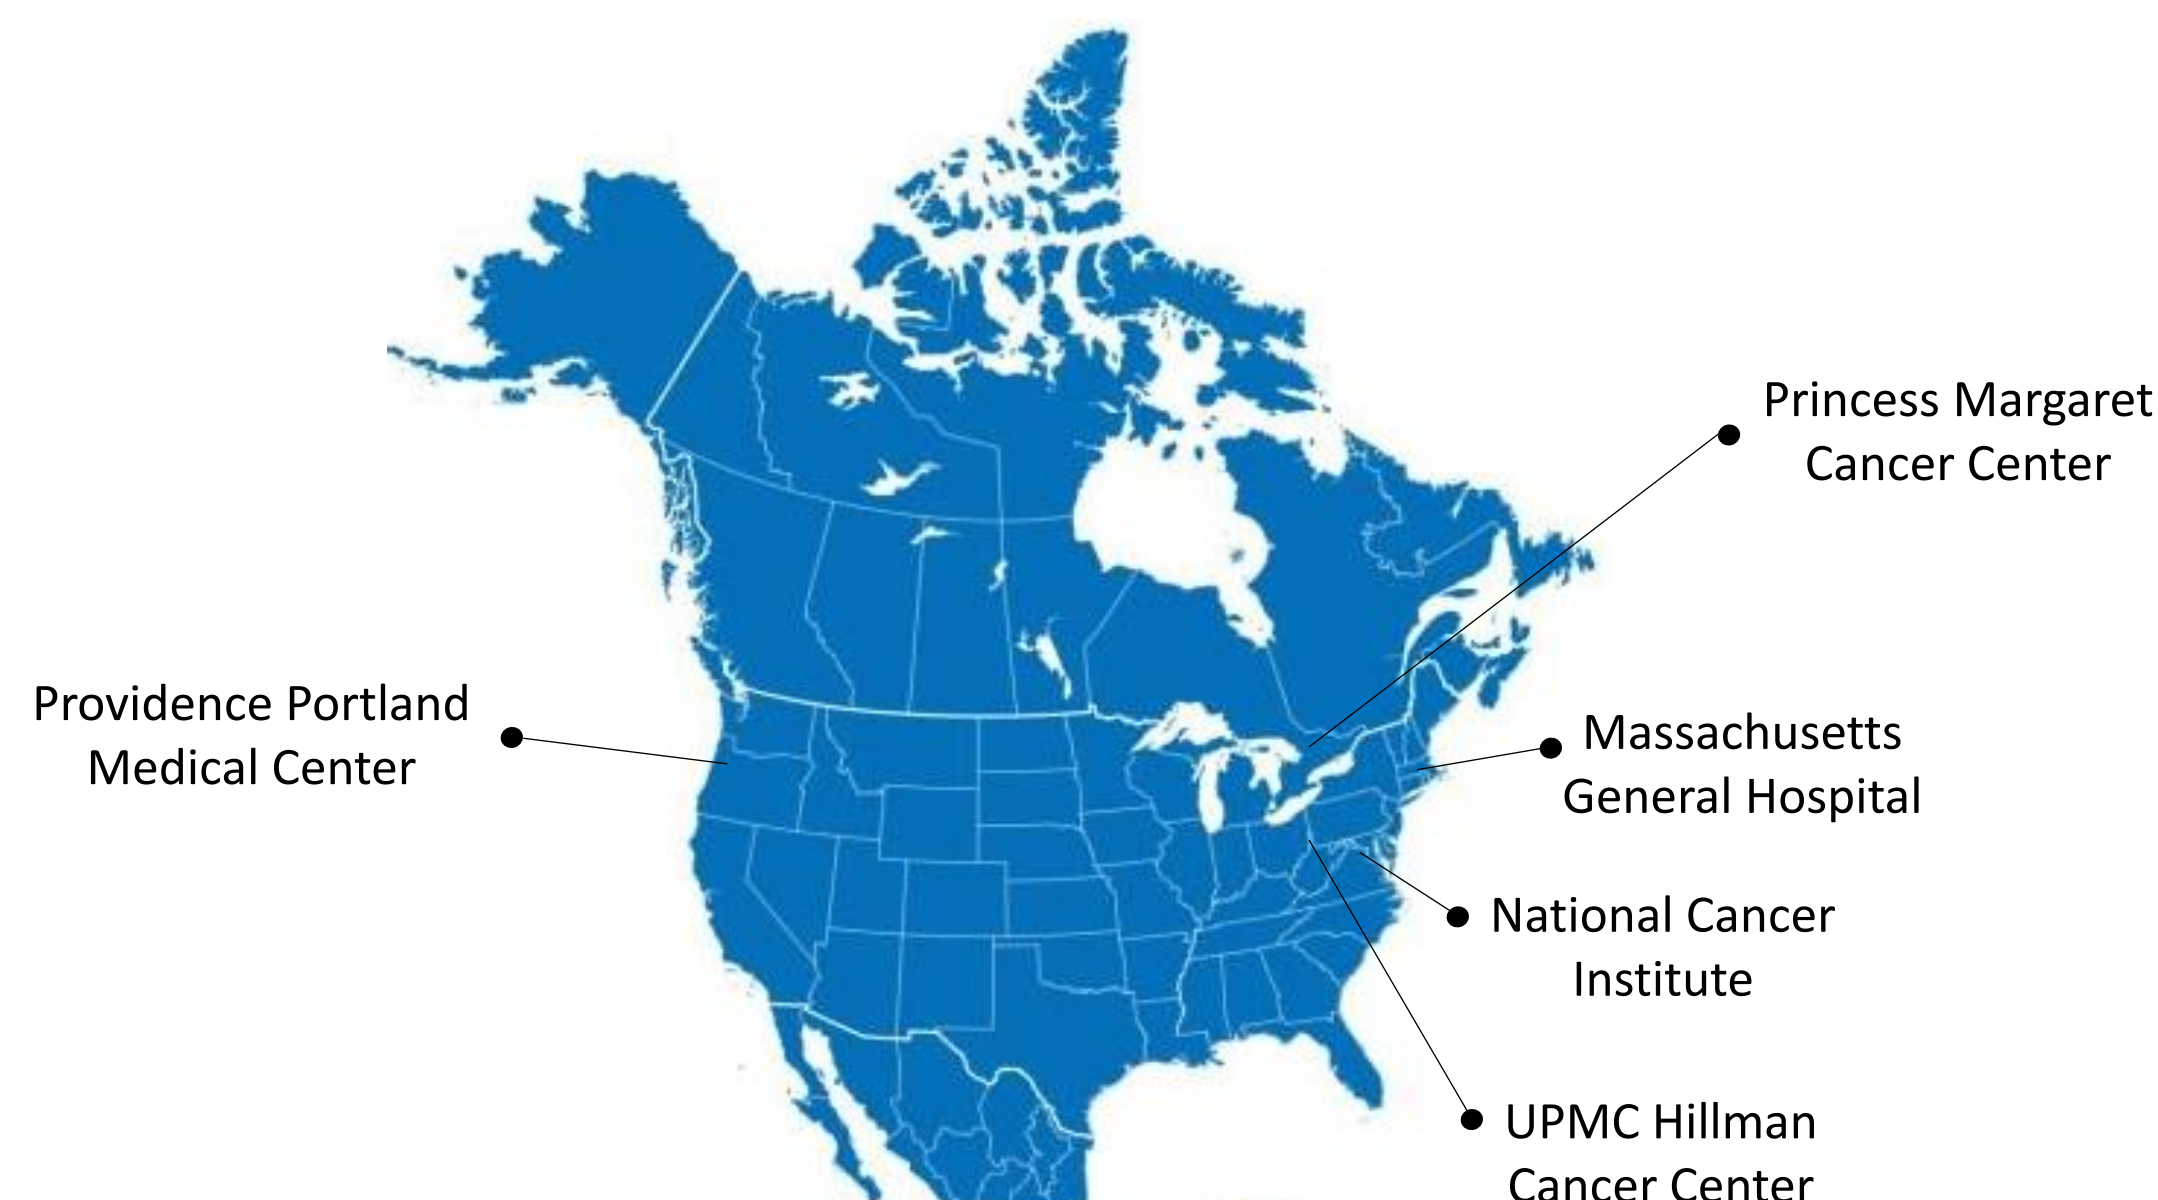 Princess Margaret
Cancer Center
Providence Portland
Medical Center
Massachusetts
General Hospital
National Cancer
Institute
UPMC Hillman
Cancer Center